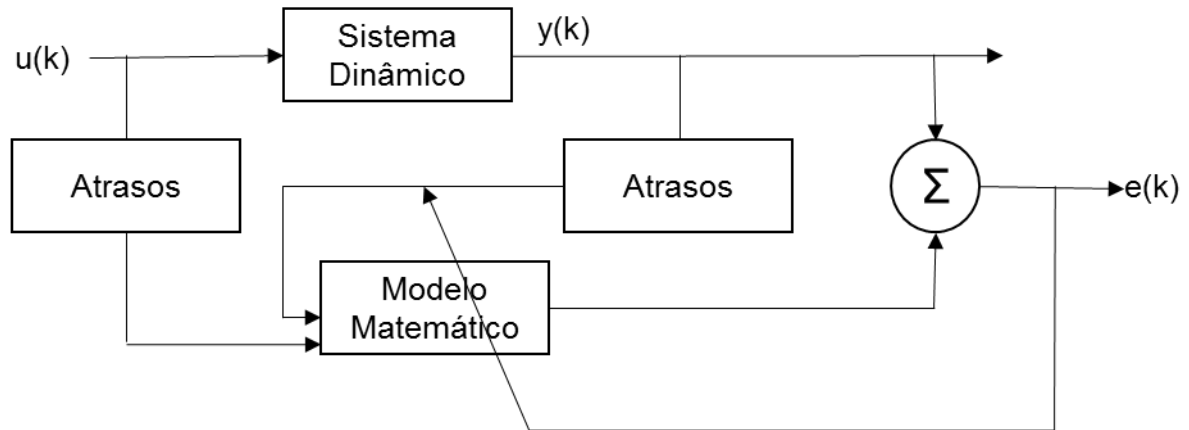 u(k)
Sistema
Dinâmico
y(k)
Atrasos
Atrasos
Σ
e(k)
Modelo
Matemático